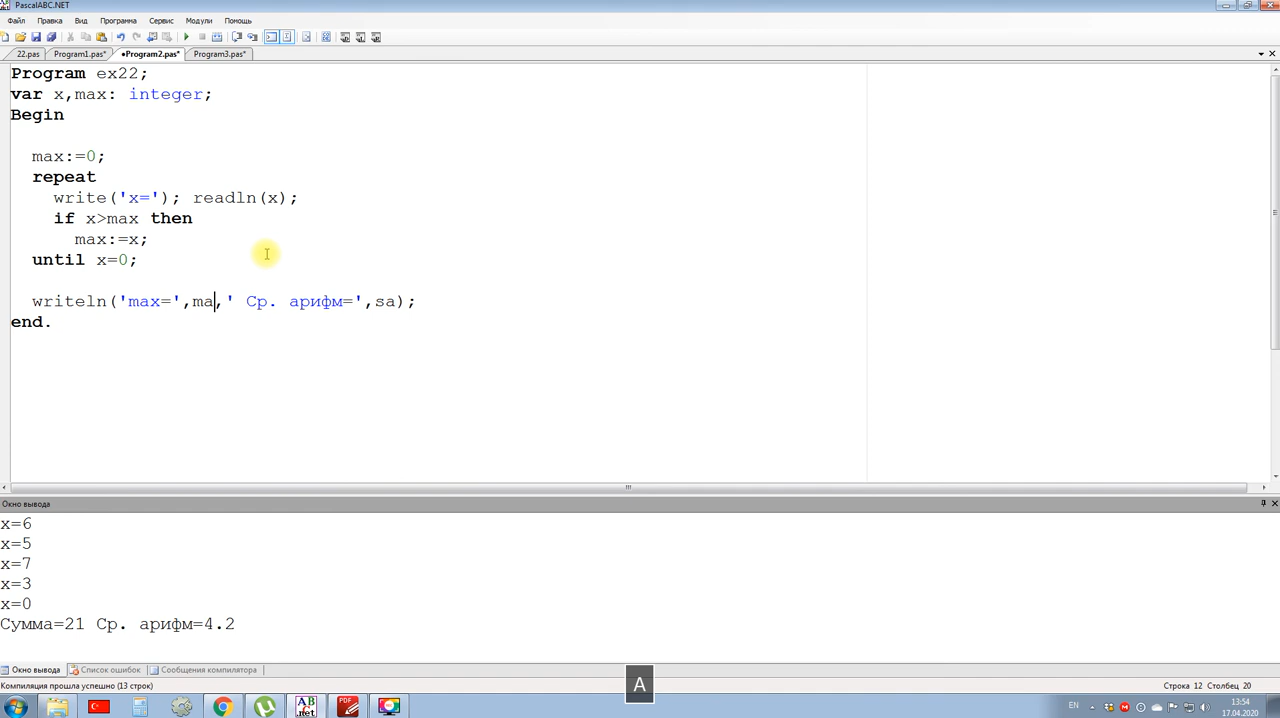 PascalABC.NET
Файл Правка Вид Программа Сервис Модули Помощь
22.pas Program1.pas* •Program2.pas* Program3.pas*
Program ex22;
var x,max: integer;
Begin
max:=0;
repeat
write('x='); readln(x);
if x>max then
max:=x;
until x=0;
writeln('max=',ma,' Ср. арифм=',sa);
end.
Окно вывода
x=6
x=5
x=7
x=3
x=0
Сумма=21 Ср. арифм=4.2
Окно вывода Список ошибок Сообщения компилятора
A
Компиляция прошла успешно (13 строк) Строка 12 Столбец 20
AB .net PDF EN 13:54
17.04.2020